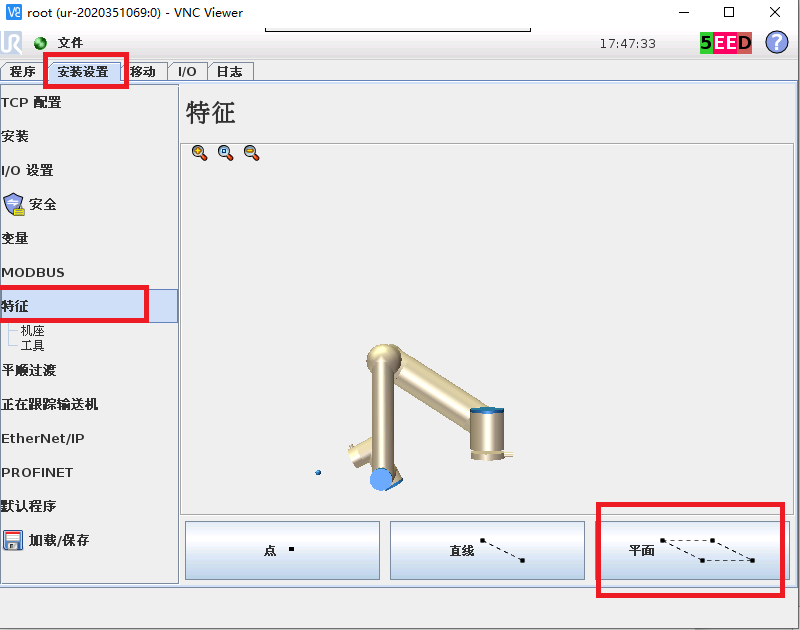 root (ur-2020351069:0) - VNC Viewer
文件
17:47:33
5EED
?
程序 安装设置 移动 I/O 日志
TCP 配置
特征
安装
I/O 设置
安全
变量
MODBUS
特征
机座
工具
平顺过渡
正在跟踪输送机
EtherNet/IP
PROFINET
默认程序
加载/保存
点
直线
平面